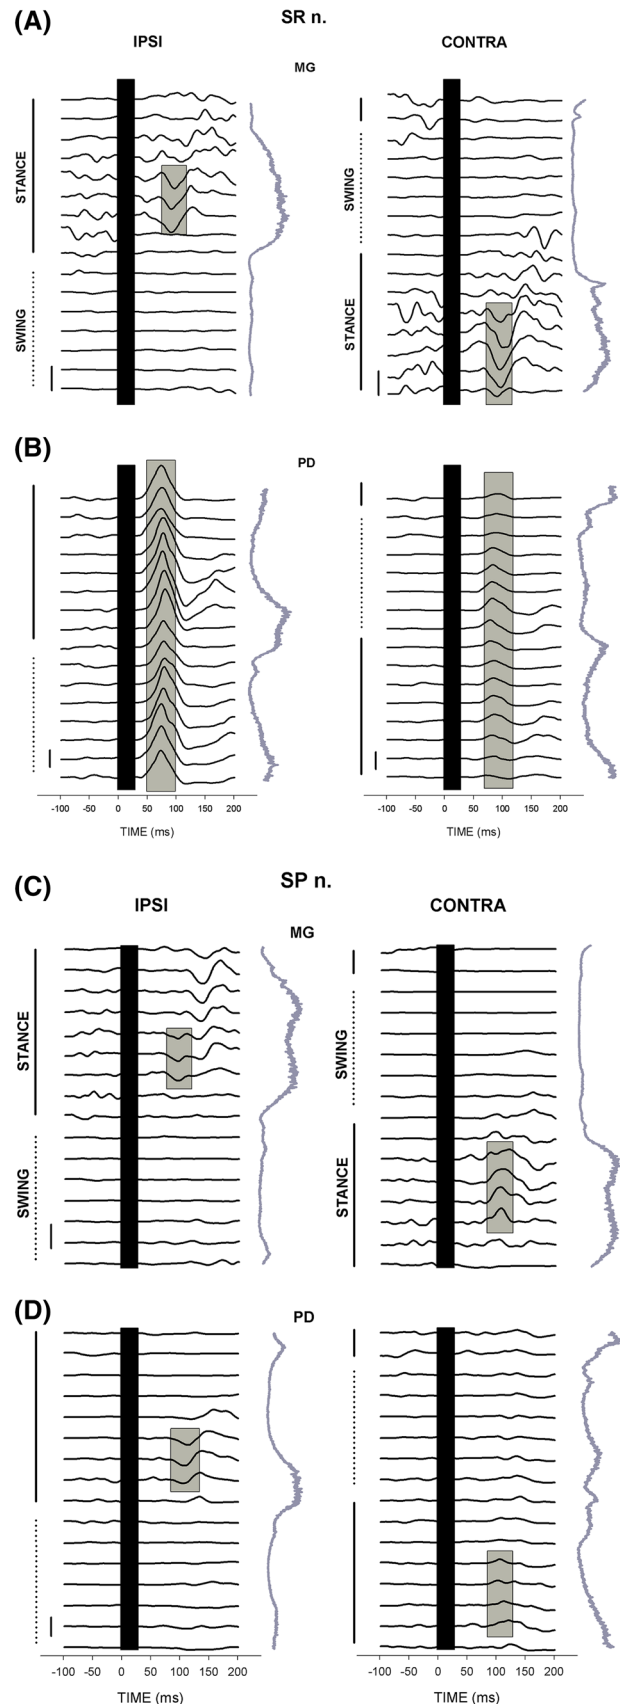 (A)
SR n.
IPSI
CONTRA
MG
STANCE
SWING
SWING
STANCE
(B)
PD
-100 -50 0 50 100 150 200
-100 -50 0 50 100 150 200
TIME (ms)
TIME (ms)
(C)
SP n.
IPSI
CONTRA
MG
STANCE
SWING
SWING
STANCE
(D)
PD
-100 -50 0 50 100 150 200
-100 -50 0 50 100 150 200
TIME (ms)
TIME (ms)